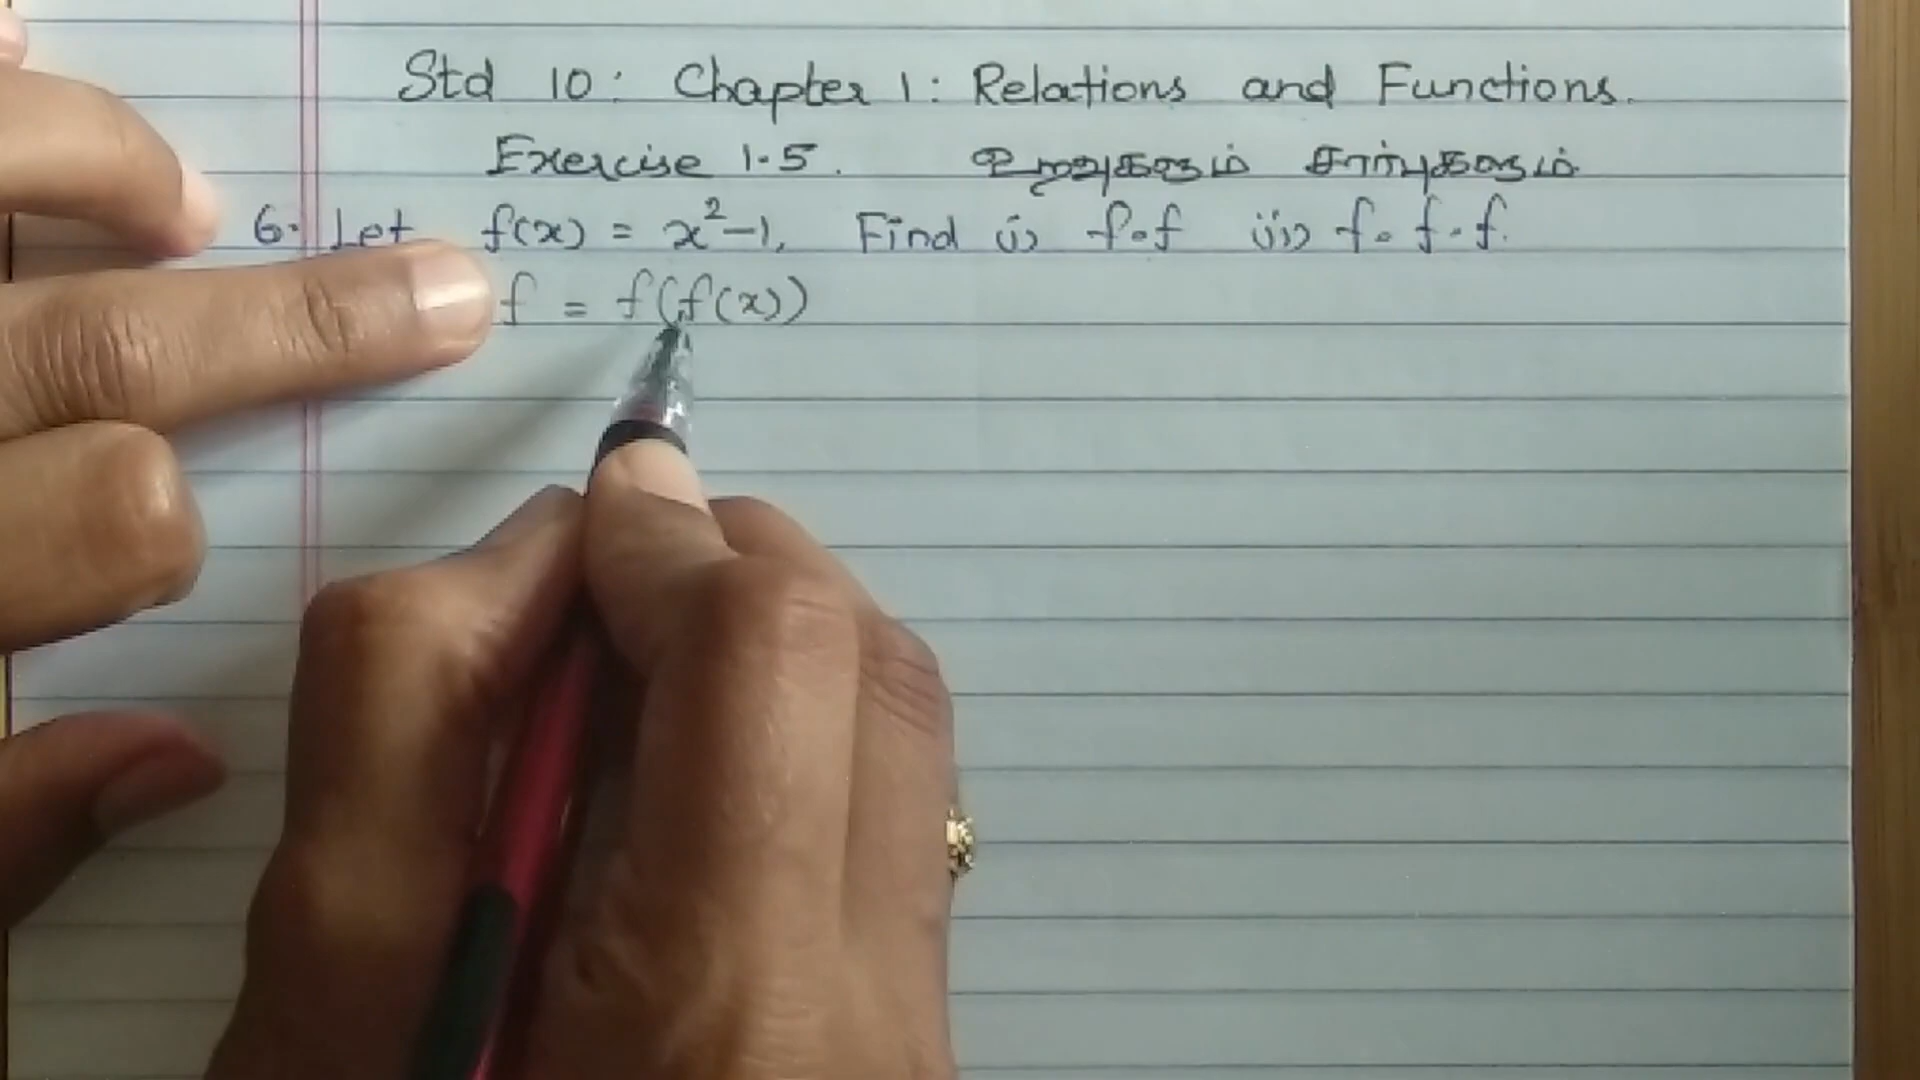 Std 10: Chapter 1: Relations and Functions.
Exercise 1.5. உறவுகளும் சார்புகளும்
6. Let f(x) = x²-1, Find i) f∘f ii) f∘f∘f.
f = f(f(x))